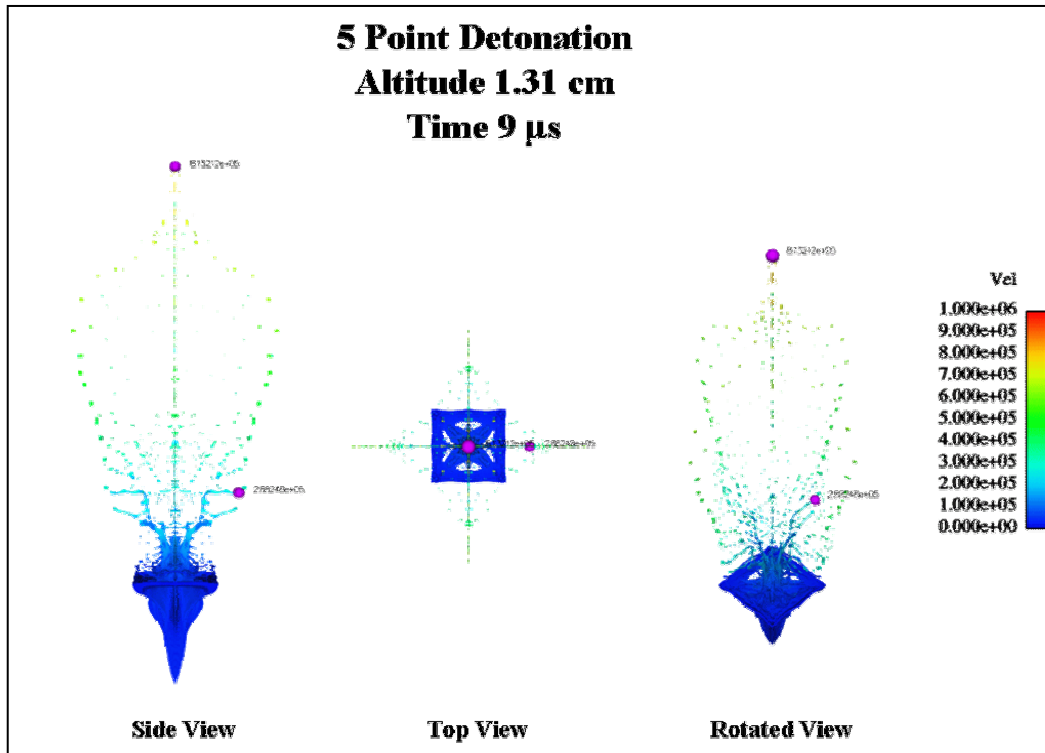 5 Point Detonation
Altitude 1.31 cm
Time 9 μs
Vel
1.000e+06
9.000e+05
8.000e+05
7.000e+05
6.000e+05
5.000e+05
4.000e+05
3.000e+05
2.000e+05
1.000e+05
0.000e+00
Side View
Top View
Rotated View